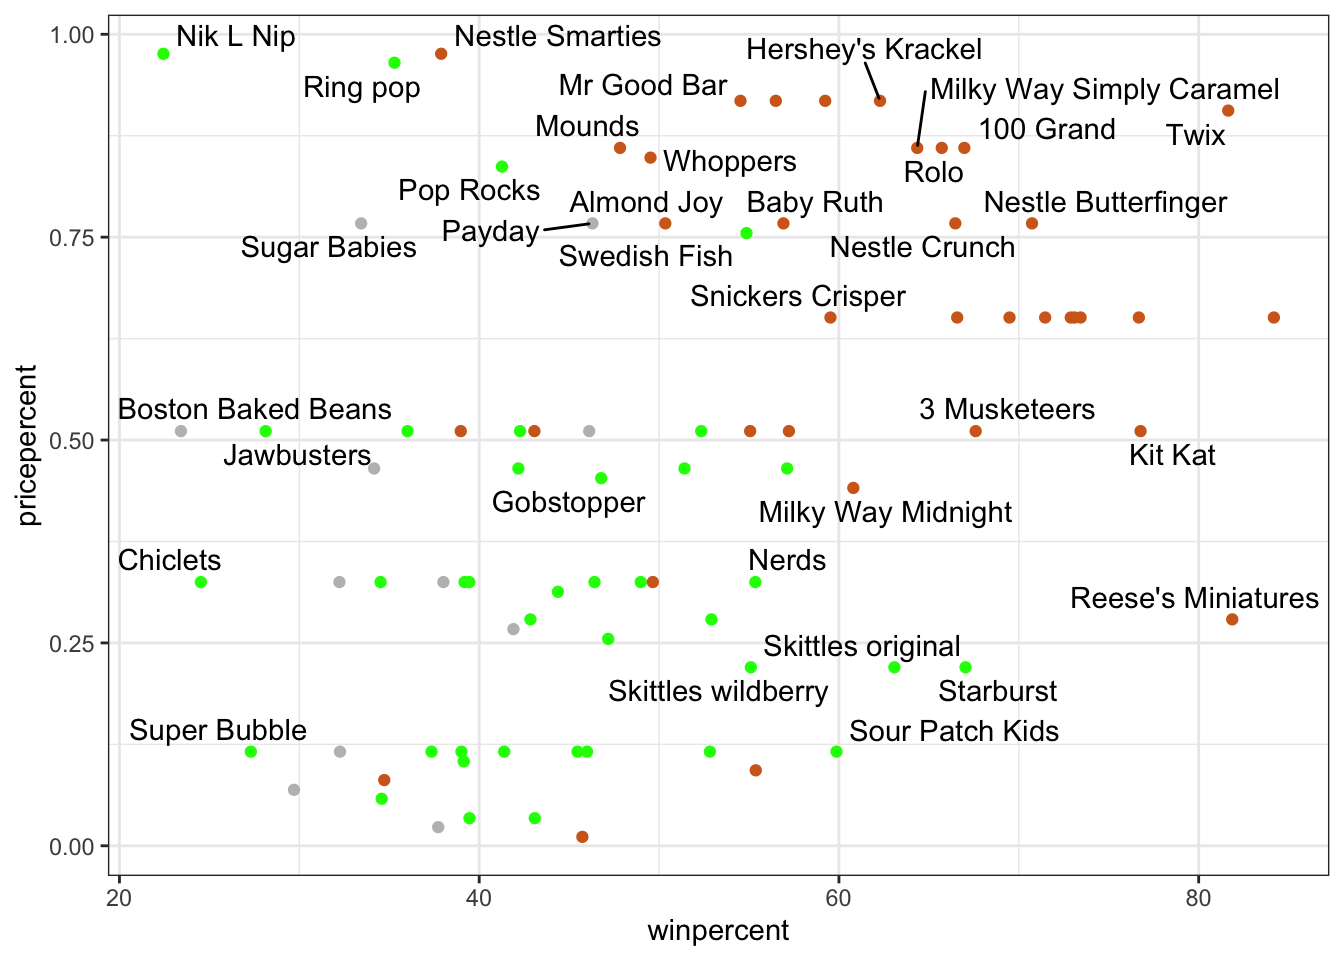 1.00
Nik L Nip
Nestle Smarties
Hershey's Krackel
Ring pop
Mr Good Bar
Milky Way Simply Caramel
Mounds
100 Grand
Twix
Whoppers
Rolo
Pop Rocks
Almond Joy
Baby Ruth
Nestle Butterfinger
Payday
0.75
Sugar Babies
Swedish Fish
Nestle Crunch
Snickers Crisper
pricepercent
Boston Baked Beans
3 Musketeers
0.50
Jawbusters
Kit Kat
Gobstopper
Milky Way Midnight
Chiclets
Nerds
Reese's Miniatures
0.25
Skittles original
Skittles wildberry
Starburst
Super Bubble
Sour Patch Kids
0.00
20
40
60
80
winpercent